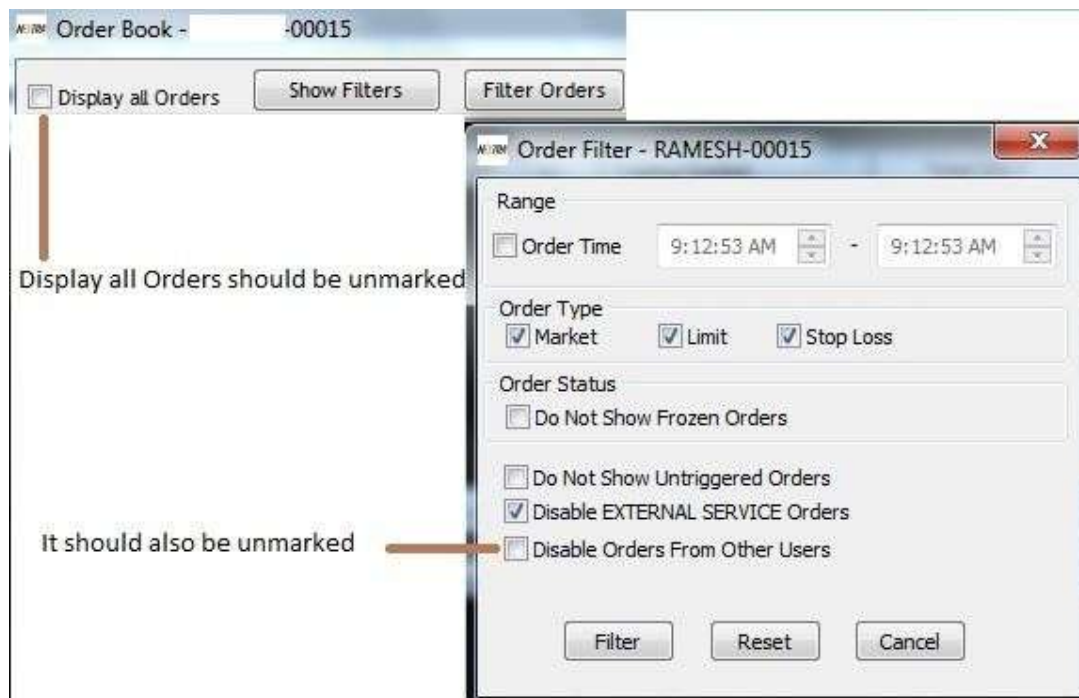 Order Book - -00015
Display all Orders Show Filters Filter Orders
Order Filter - RAMESH-00015
Range
Order Time 9:12:53 AM - 9:12:53 AM
Display all Orders should be unmarked
Order Type
Market Limit Stop Loss
Order Status
Do Not Show Frozen Orders
Do Not Show Untriggered Orders
Disable EXTERNAL SERVICE Orders
It should also be unmarked
Disable Orders From Other Users
Filter Reset Cancel